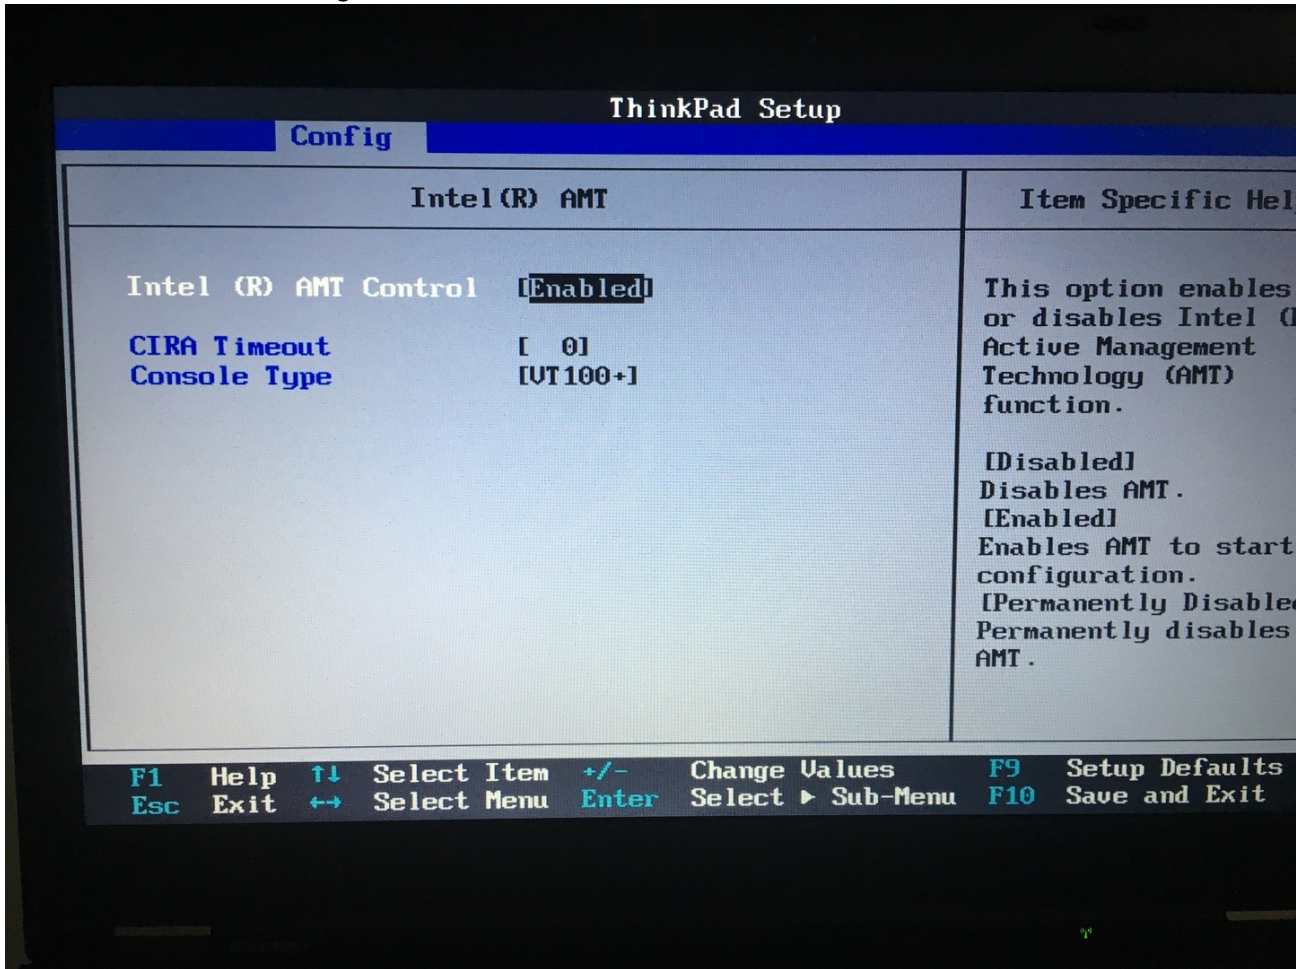 ThinkPad Setup
Config
Intel(R) AMT
Item Specific Hel
Intel (R) AMT Control [Enabled]
CIRA Timeout [ 0]
Console Type [VT100+]
This option enables
or disables Intel (
Active Management
Technology (AMT)
function.
[Disabled]
Disables AMT.
[Enabled]
Enables AMT to start
configuration.
[Permanently Disable
Permanently disables
AMT.
F1 Help ↑↓ Select Item +/- Change Values F9 Setup Defaults
Esc Exit ←→ Select Menu Enter Select ▶ Sub-Menu F10 Save and Exit